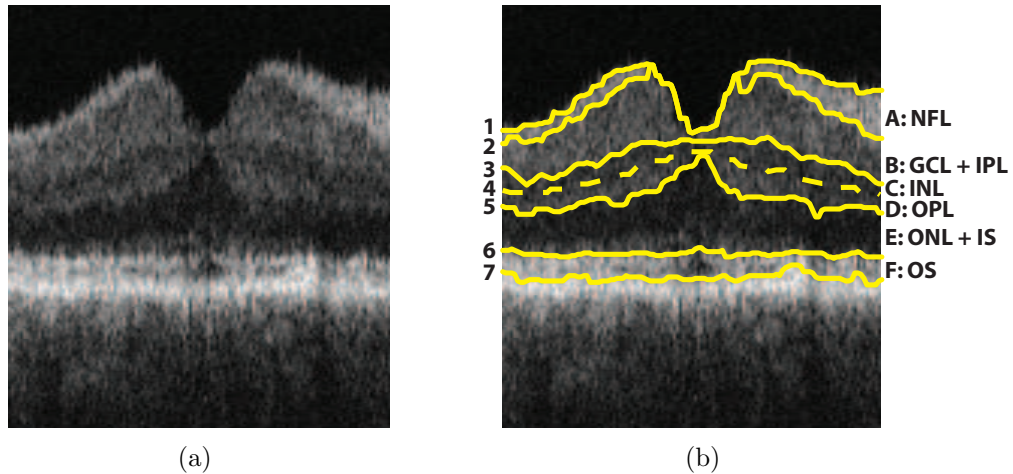 1
2
3
4
5
6
7
A: NFL
B: GCL + IPL
C: INL
D: OPL
E: ONL + IS
F: OS
(a)
(b)